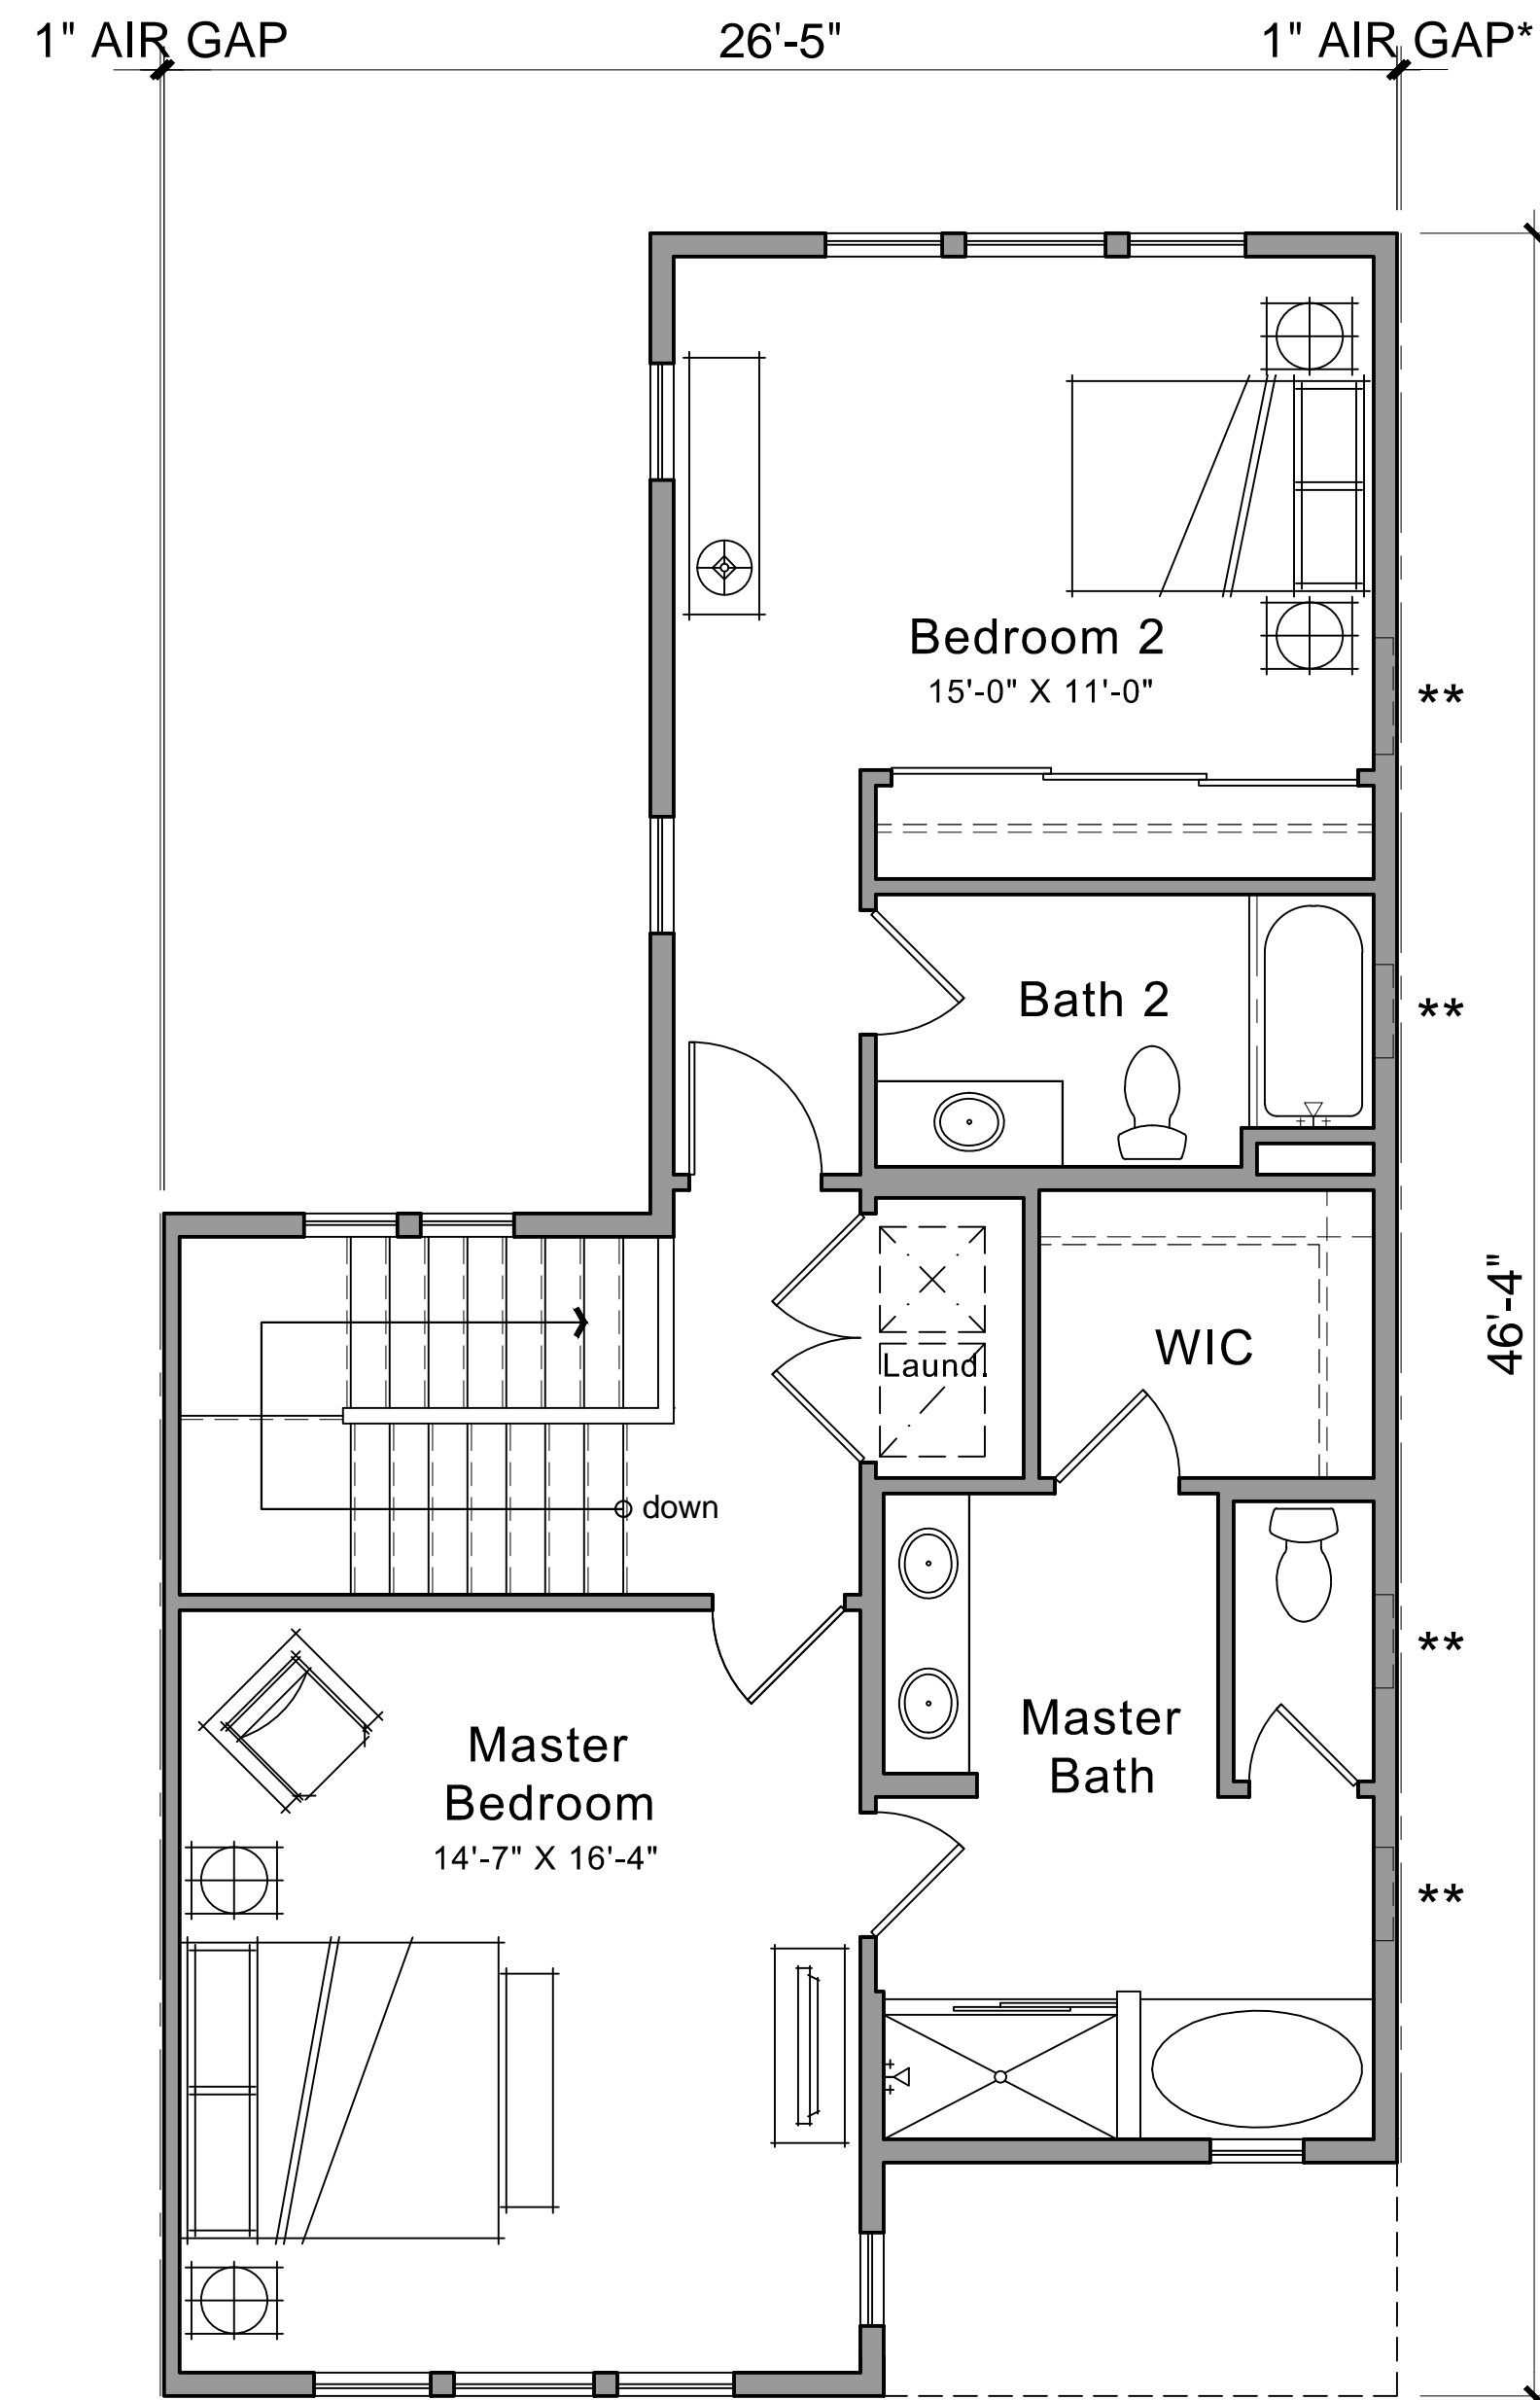 1" AIR GAP
26'-5"
1" AIR GAP*
Bedroom 2
15'-0" X 11'-0"
**
Bath 2
**
46'-4"
Laund.
WIC
down
Master
Bath
**
Master
Bedroom
14'-7" X 16'-4"
**